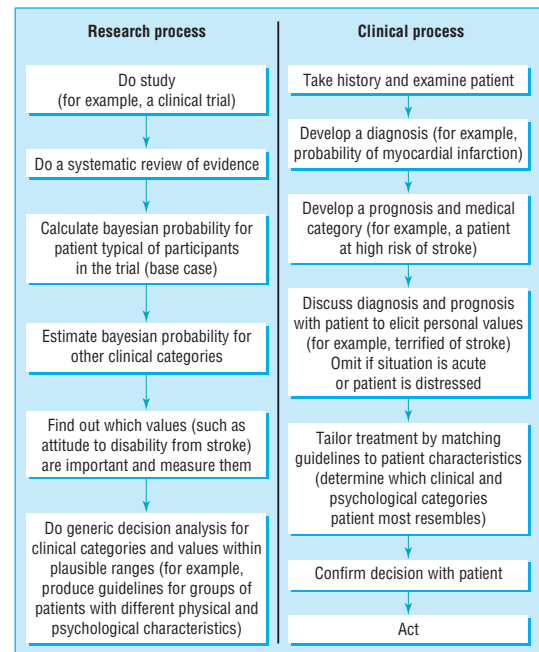 Research process
Do study
(for example, a clinical trial)
Do a systematic review of evidence
Calculate bayesian probability for
patient typical of participants
in the trial (base case)
Estimate bayesian probability for
other clinical categories
Find out which values (such as
attitude to disability from stroke)
are important and measure them
Do generic decision analysis for
clinical categories and values within
plausible ranges (for example,
produce guidelines for groups of
patients with different physical and
psychological characteristics)
Clinical process
Take history and examine patient
Develop a diagnosis (for example,
probability of myocardial infarction)
Develop a prognosis and medical
category (for example, a patient
at high risk of stroke)
Discuss diagnosis and prognosis
with patient to elicit personal values
(for example, terrified of stroke)
Omit if situation is acute
or patient is distressed
Tailor treatment by matching
guidelines to patient characteristics
(determine which clinical and
psychological categories
patient most resembles)
Confirm decision with patient
Act